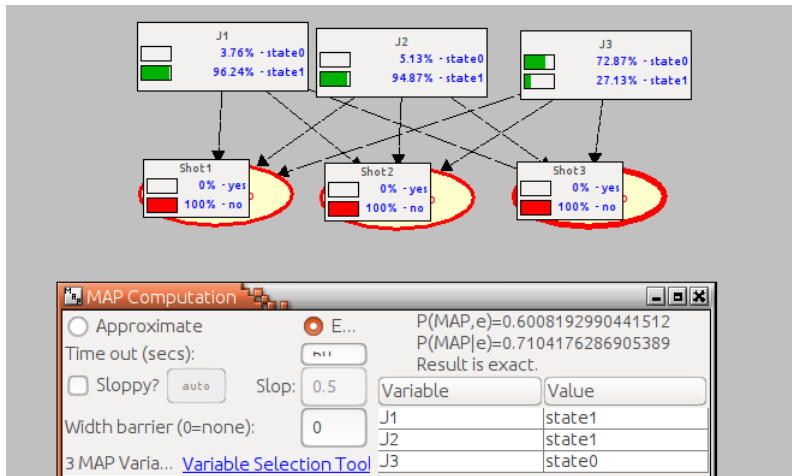 J1
3.76% - state0
96.24% - state1
J2
5.13% - state0
94.87% - state1
J3
72.87% - state0
27.13% - state1
Shot1
0% - yes
100% - no
Shot2
0% - yes
100% - no
Shot3
0% - yes
100% - no
MAP Computation
Approximate
E...
P(MAP,e)=0.6008192990441512
P(MAP|e)=0.7104176286905389
Result is exact.
Time out (secs):
Sloppy?
auto
Slop:
0.5
Variable
Value
Width barrier (0=none):
0
J1
state1
J2
state1
3 MAP Varia...
Variable Selection Tool
J3
state0